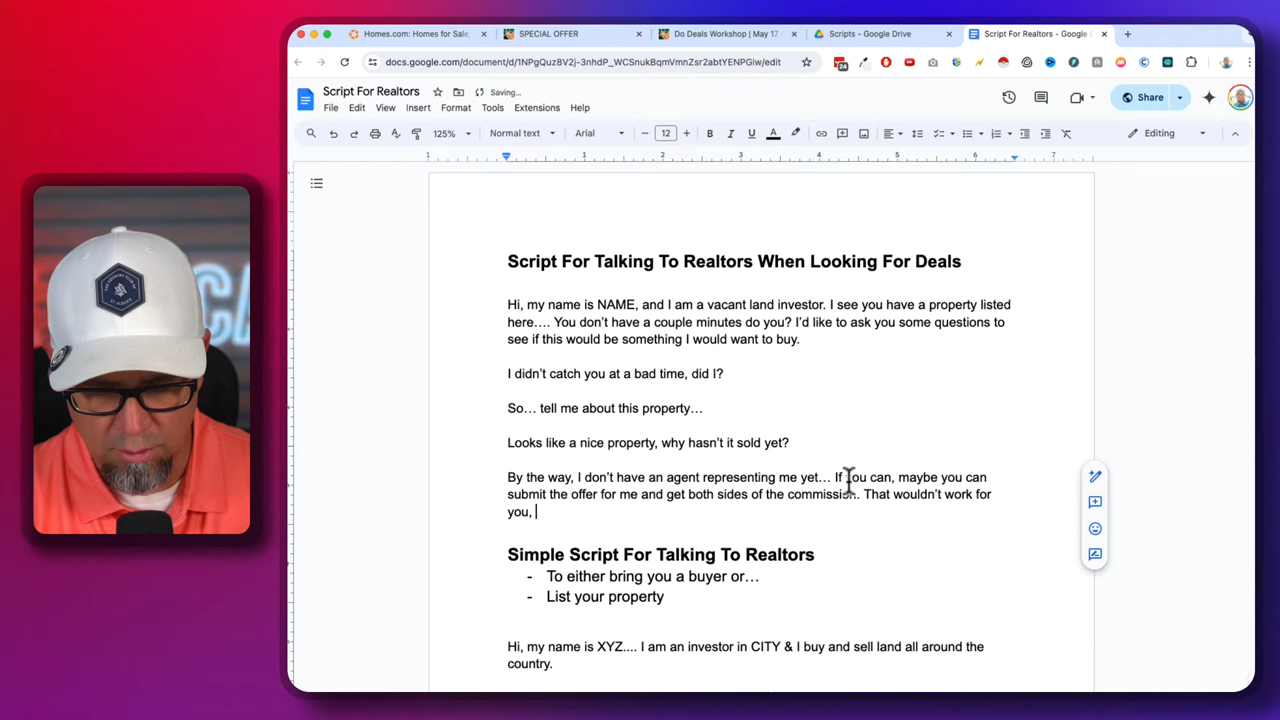 Homes.com: Homes for Sale,
SPECIAL OFFER
Do Deals Workshop | May 17
Scripts - Google Drive
Script For Realtors - Google
docs.google.com/document/d/1NPgQuz8V2j-3nhdP_WCSnukBqmVmnZsr2abtYENPGiw/edit
24
Script For Realtors
Saving...
File Edit View Insert Format Tools Extensions Help
Share
125% Normal text Arial 12 B I U A Editing
1 1 2 3 4 5 6 7
Script For Talking To Realtors When Looking For Deals
Hi, my name is NAME, and I am a vacant land investor. I see you have a property listed
here…. You don’t have a couple minutes do you? I’d like to ask you some questions to
see if this would be something I would want to buy.
I didn’t catch you at a bad time, did I?
So… tell me about this property…
Looks like a nice property, why hasn’t it sold yet?
By the way, I don’t have an agent representing me yet… If you can, maybe you can
submit the offer for me and get both sides of the commission. That wouldn’t work for
you,
Simple Script For Talking To Realtors
- To either bring you a buyer or…
- List your property
Hi, my name is XYZ.... I am an investor in CITY & I buy and sell land all around the
country.